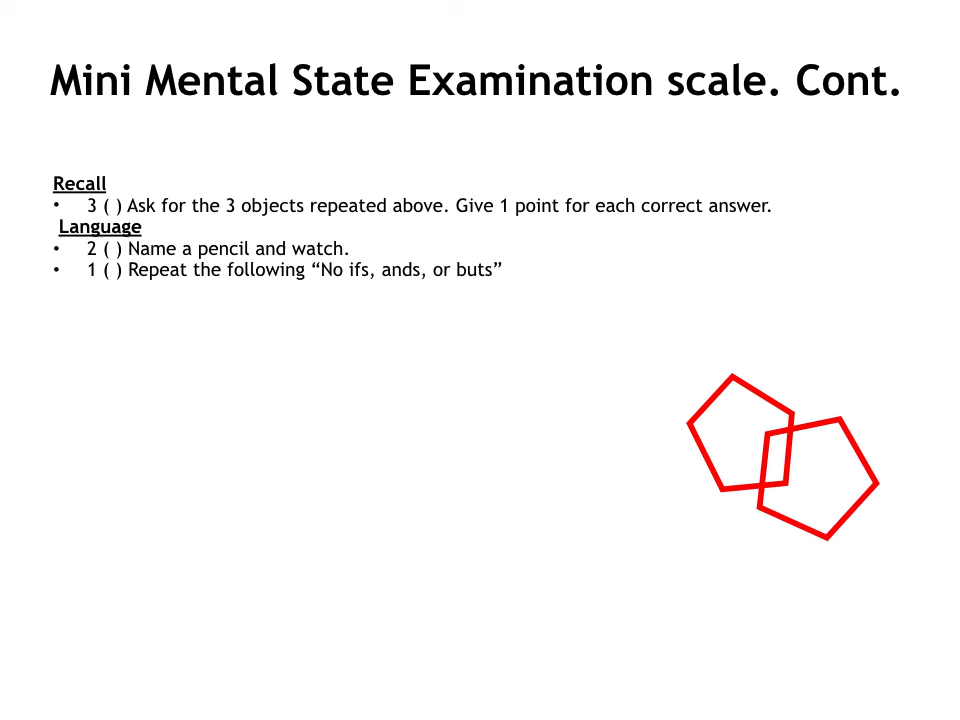 Mini Mental State Examination scale. Cont.
Recall
• 3 ( ) Ask for the 3 objects repeated above. Give 1 point for each correct answer.
Language
• 2 ( ) Name a pencil and watch.
• 1 ( ) Repeat the following “No ifs, ands, or buts”